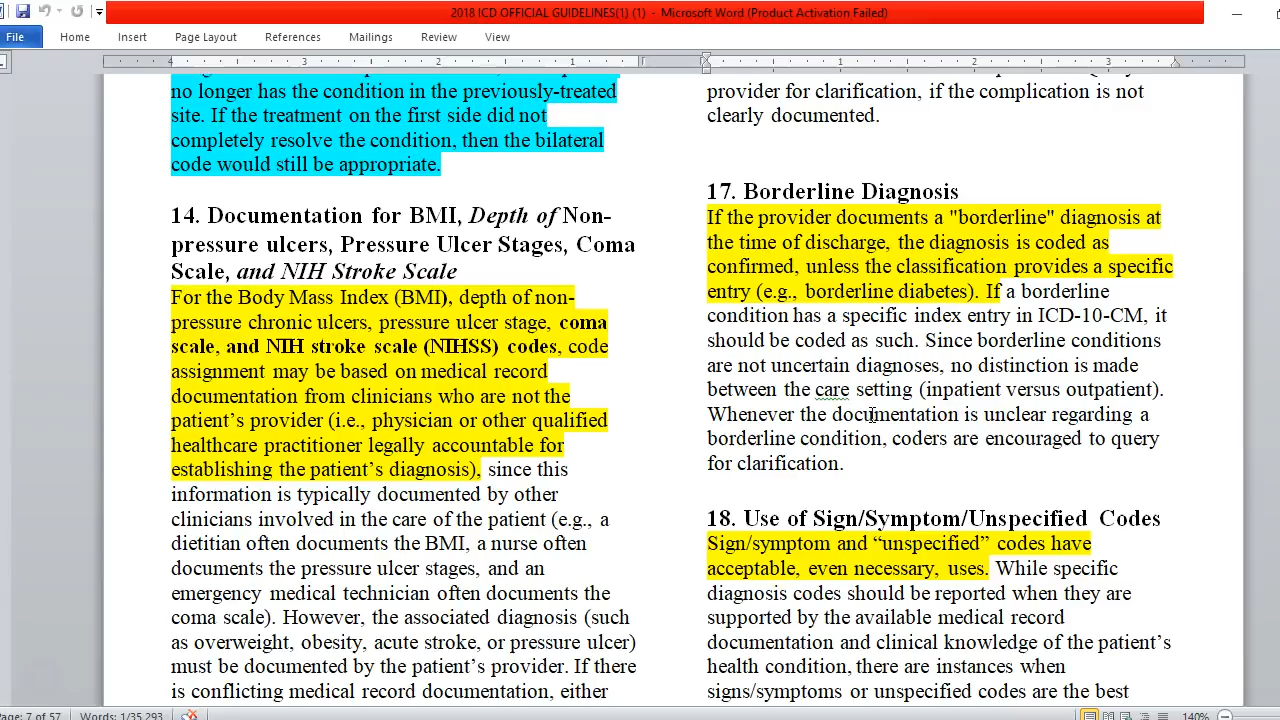 2018 ICD OFFICIAL GUIDELINES(1) (1) - Microsoft Word (Product Activation Failed)
File Home Insert Page Layout References Mailings Review View
4 3 2 1 1 2 3
no longer has the condition in the previously-treated
site. If the treatment on the first side did not
completely resolve the condition, then the bilateral
code would still be appropriate.
14. Documentation for BMI, Depth of Non-
pressure ulcers, Pressure Ulcer Stages, Coma
Scale, and NIH Stroke Scale
For the Body Mass Index (BMI), depth of non-
pressure chronic ulcers, pressure ulcer stage, coma
scale, and NIH stroke scale (NIHSS) codes, code
assignment may be based on medical record
documentation from clinicians who are not the
patient’s provider (i.e., physician or other qualified
healthcare practitioner legally accountable for
establishing the patient’s diagnosis), since this
information is typically documented by other
clinicians involved in the care of the patient (e.g., a
dietitian often documents the BMI, a nurse often
documents the pressure ulcer stages, and an
emergency medical technician often documents the
coma scale). However, the associated diagnosis (such
as overweight, obesity, acute stroke, or pressure ulcer)
must be documented by the patient’s provider. If there
is conflicting medical record documentation, either
provider for clarification, if the complication is not
clearly documented.
17. Borderline Diagnosis
If the provider documents a "borderline" diagnosis at
the time of discharge, the diagnosis is coded as
confirmed, unless the classification provides a specific
entry (e.g., borderline diabetes). If a borderline
condition has a specific index entry in ICD-10-CM, it
should be coded as such. Since borderline conditions
are not uncertain diagnoses, no distinction is made
between the care setting (inpatient versus outpatient).
Whenever the documentation is unclear regarding a
borderline condition, coders are encouraged to query
for clarification.
18. Use of Sign/Symptom/Unspecified Codes
Sign/symptom and “unspecified” codes have
acceptable, even necessary, uses. While specific
diagnosis codes should be reported when they are
supported by the available medical record
documentation and clinical knowledge of the patient’s
health condition, there are instances when
signs/symptoms or unspecified codes are the best
Page: 7 of 57 Words: 1/35,293 140%